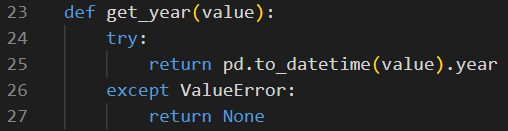 23 def get_year(value):
24     try:
25         return pd.to_datetime(value).year
26     except ValueError:
27         return None